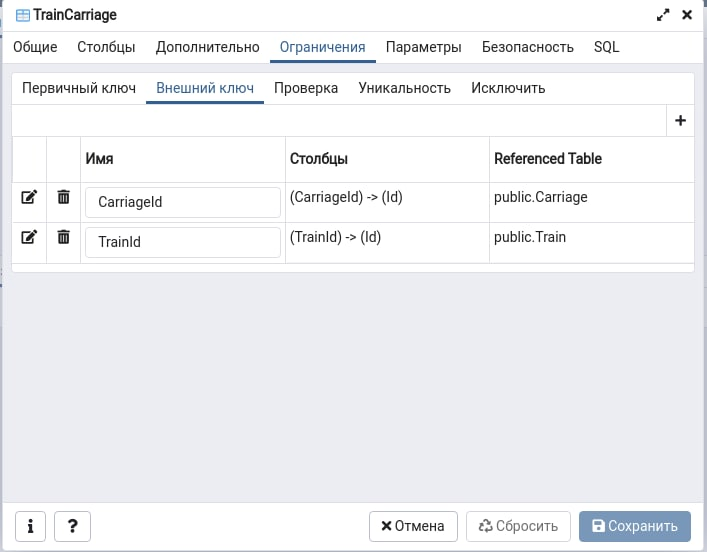 TrainCarriage
Общие Столбцы Дополнительно Ограничения Параметры Безопасность SQL
Первичный ключ Внешний ключ Проверка Уникальность Исключить
Имя Столбцы Referenced Table
CarriageId (CarriageId) -> (Id) public.Carriage
TrainId (TrainId) -> (Id) public.Train
Отмена Сбросить Сохранить